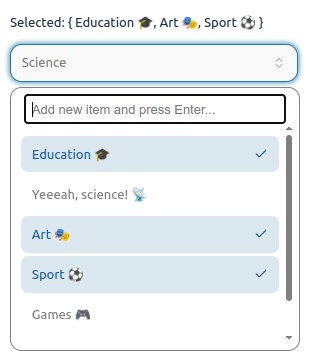 Selected: { Education 🎓, Art 🎭, Sport ⚽ }
Science
Add new item and press Enter...
Education 🎓
Yeeeah, science! 📡
Art 🎭
Sport ⚽
Games 🎮